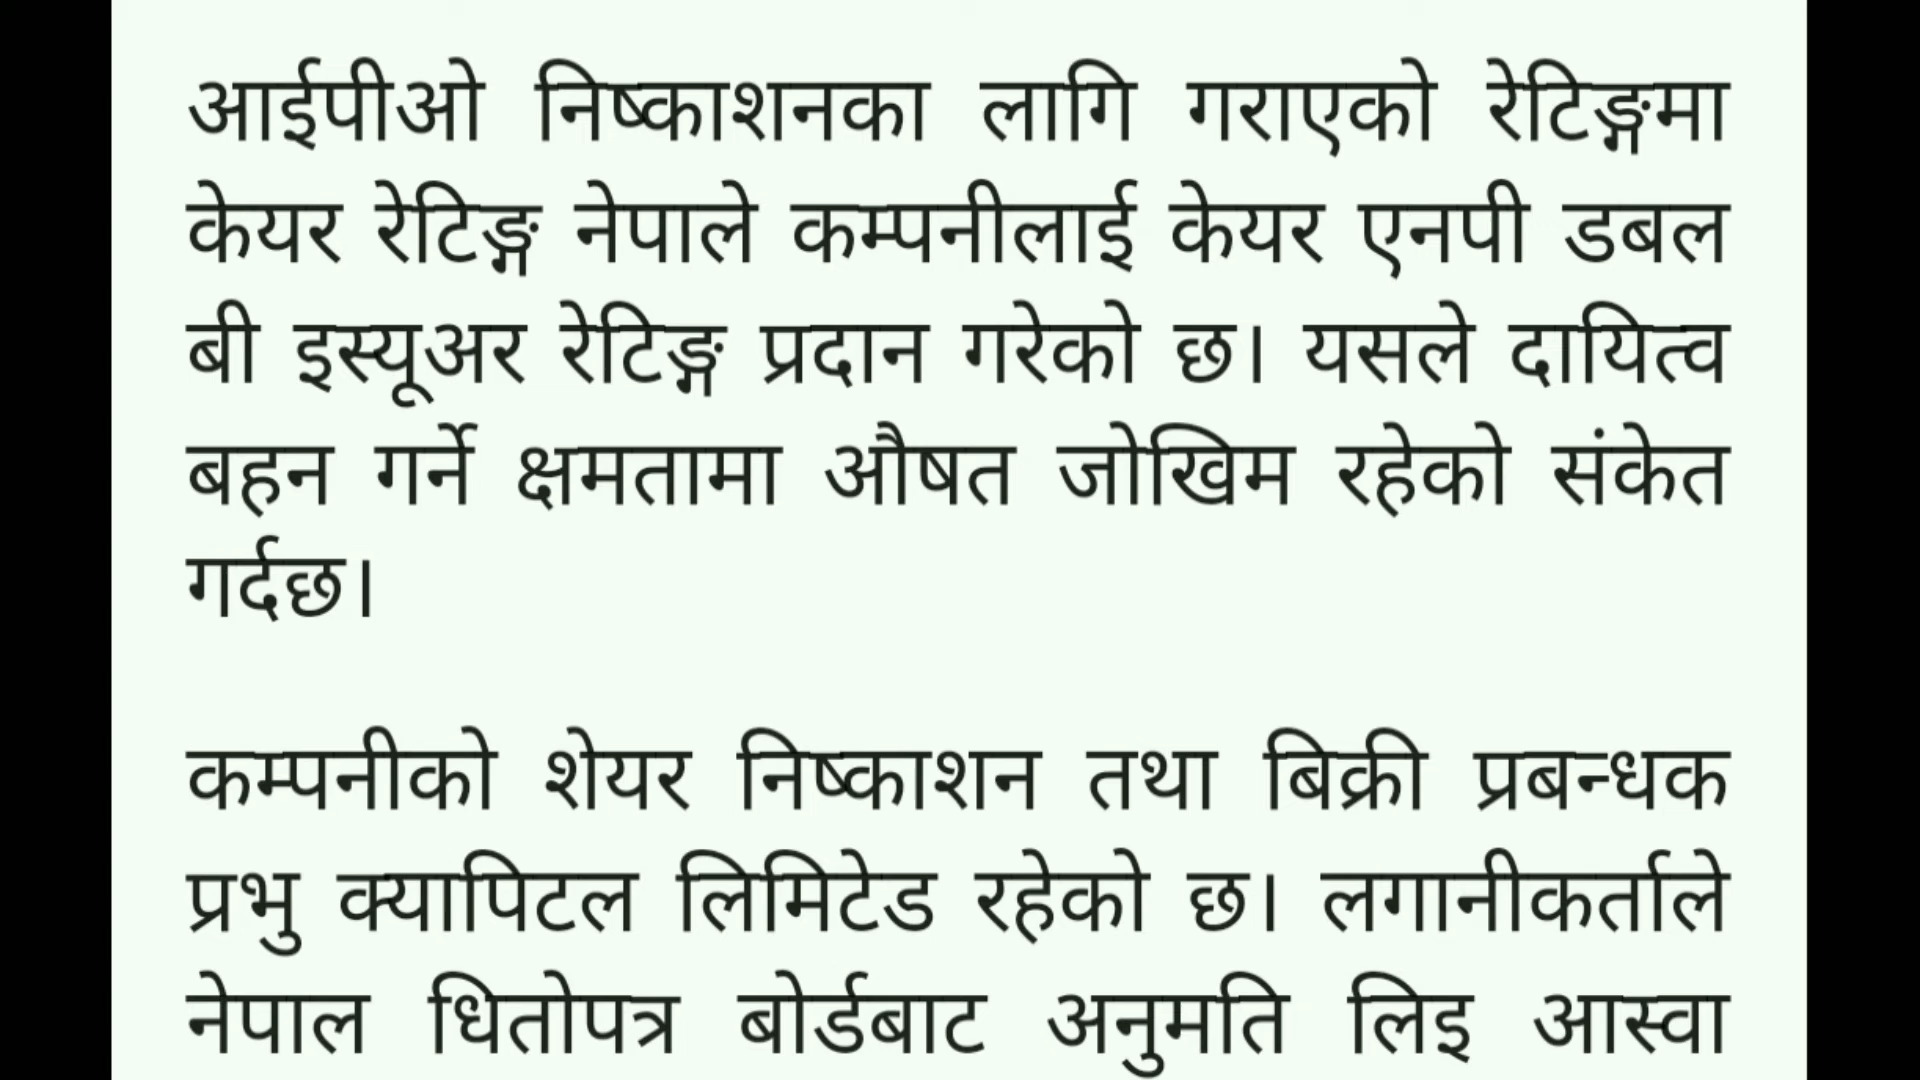 आईपीओ निष्काशनका लागि गराएको रेटिङ्गमा
केयर रेटिङ्ग नेपाले कम्पनीलाई केयर एनपी डबल
बी इस्यूअर रेटिङ्ग प्रदान गरेको छ। यसले दायित्व
बहन गर्ने क्षमतामा औषत जोखिम रहेको संकेत
गर्दछ।
कम्पनीको शेयर निष्काशन तथा बिक्री प्रबन्धक
प्रभु क्यापिटल लिमिटेड रहेको छ। लगानीकर्ताले
नेपाल धितोपत्र बोर्डबाट अनुमति लिइ आस्वा